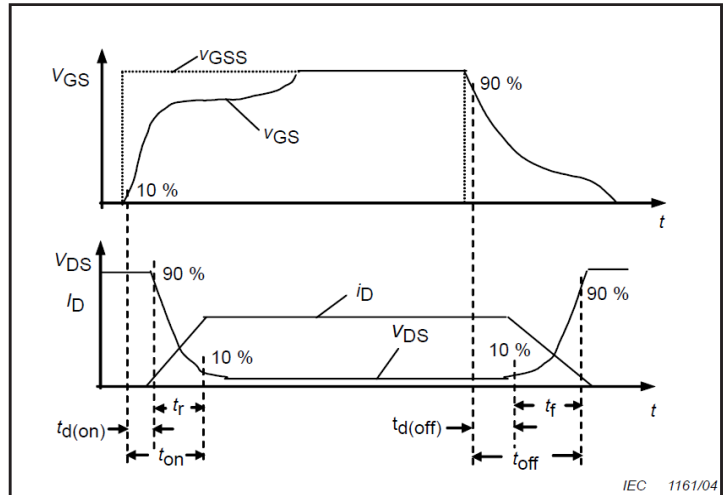 vGSS
VGS
90 %
vGS
10 %
t
VDS
90 %
ID
iD
90 %
VDS
10 %
10 %
tr
tf
t
td(on)
td(off)
ton
toff
IEC 1161/04